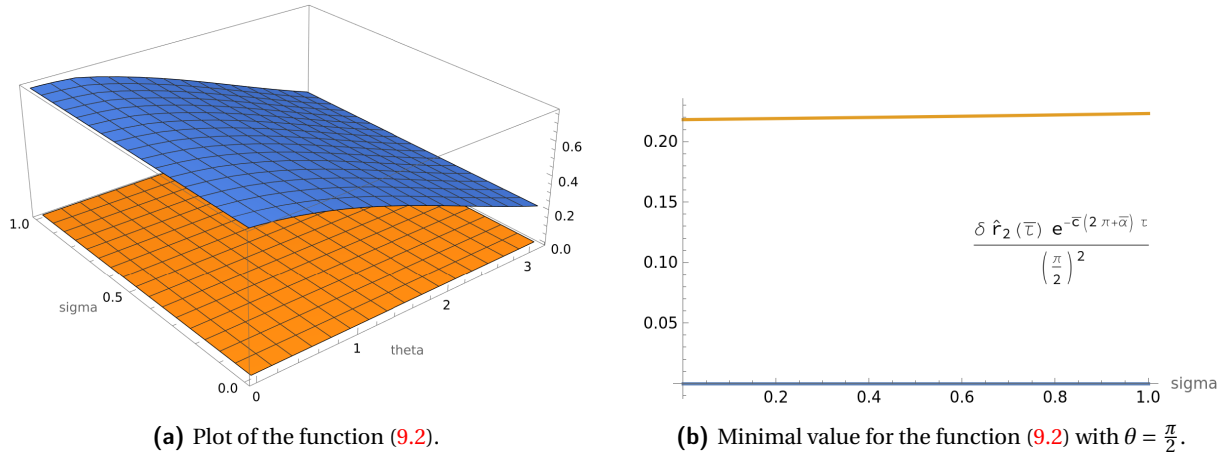 0.6
0.4
0.2
0.0
1.0
0.5
0.0
sigma
0
1
2
3
theta
(a) Plot of the function (9.2).
0.20
0.15
0.10
0.05
0.2 0.4 0.6 0.8 1.0
sigma
δ r̂₂ (τ̄) e^{-c̄ (2 π+ᾱ) τ}
(π/2)²
(b) Minimal value for the function (9.2) with θ = π/2.